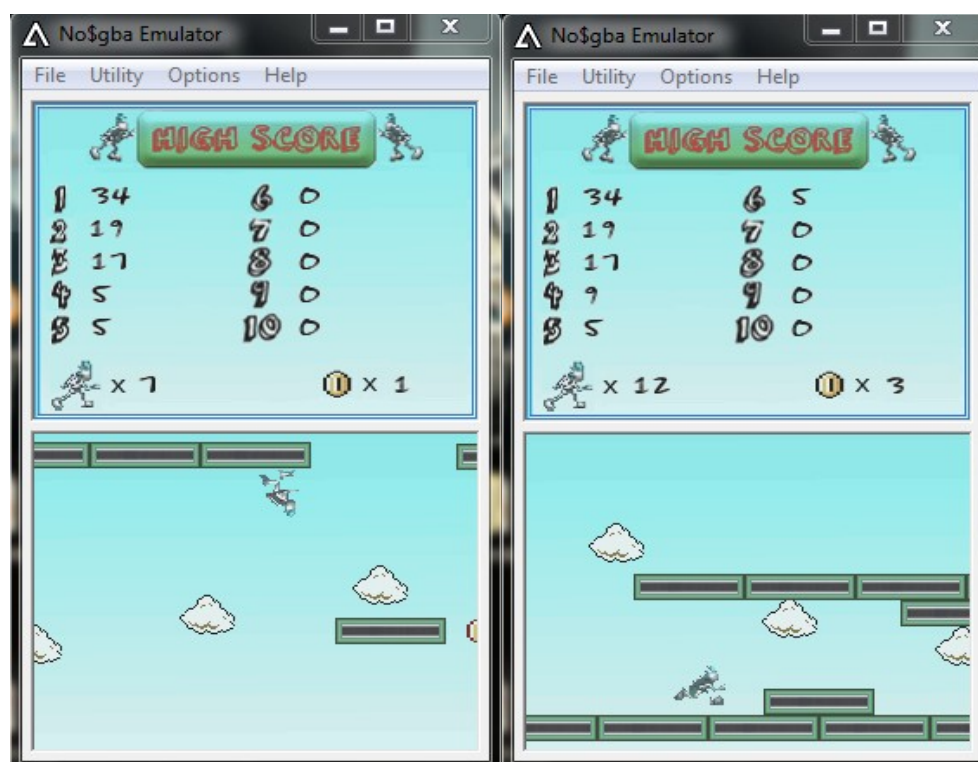 No$gba Emulator
File Utility Options Help
HIGH SCORE
1 34 6 0
2 19 7 0
3 17 8 0
4 5 9 0
5 5 10 0
x 7 x 1
No$gba Emulator
File Utility Options Help
HIGH SCORE
1 34 6 5
2 19 7 0
3 17 8 0
4 9 9 0
5 5 10 0
x 12 x 3